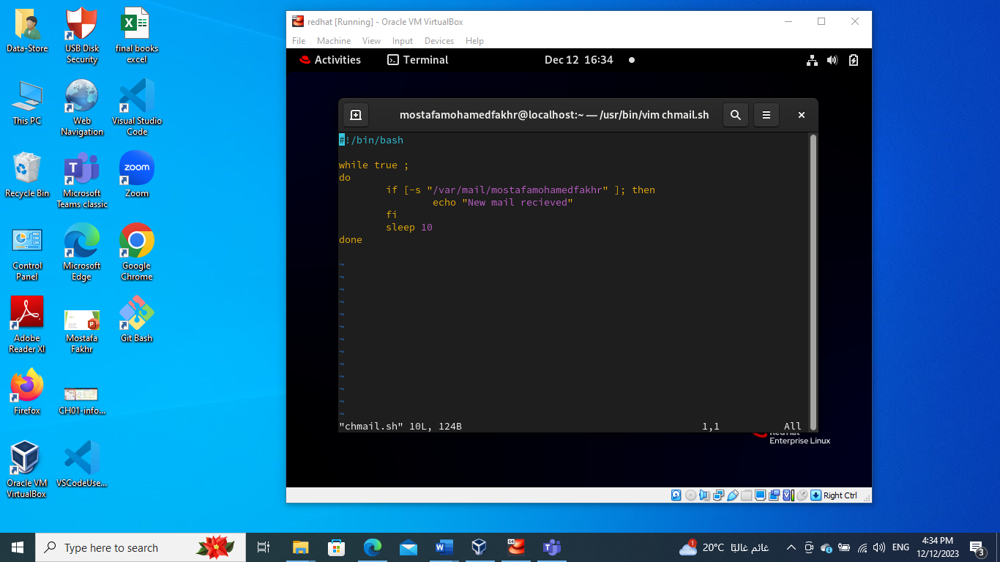 Data-Store
USB Disk
Security
final books
excel
This PC
Web
Navigation
Visual Studio
Code
Recycle Bin
Microsoft
Teams classic
zoom
Zoom
Control
Panel
Microsoft
Edge
Google
Chrome
Adobe
Reader XI
Mostafa
Fakhr
Git Bash
Firefox
CH01-info...
Oracle VM
VirtualBox
VSCodeUse...
redhat [Running] - Oracle VM VirtualBox
File Machine View Input Devices Help
Activities Terminal Dec 12 16:34
mostafamohamedfakhr@localhost:~ — /usr/bin/vim chmail.sh
#!/bin/bash
while true ;
do
if [-s "/var/mail/mostafamohamedfakhr" ]; then
echo "New mail recieved"
fi
sleep 10
done
~
~
~
~
~
~
~
~
~
~
~
~
~
"chmail.sh" 10L, 124B 1,1 All
Enterprise Linux
Right Ctrl
Type here to search
1
20°C غائم غالبًا
ENG
4:34 PM
12/12/2023
3